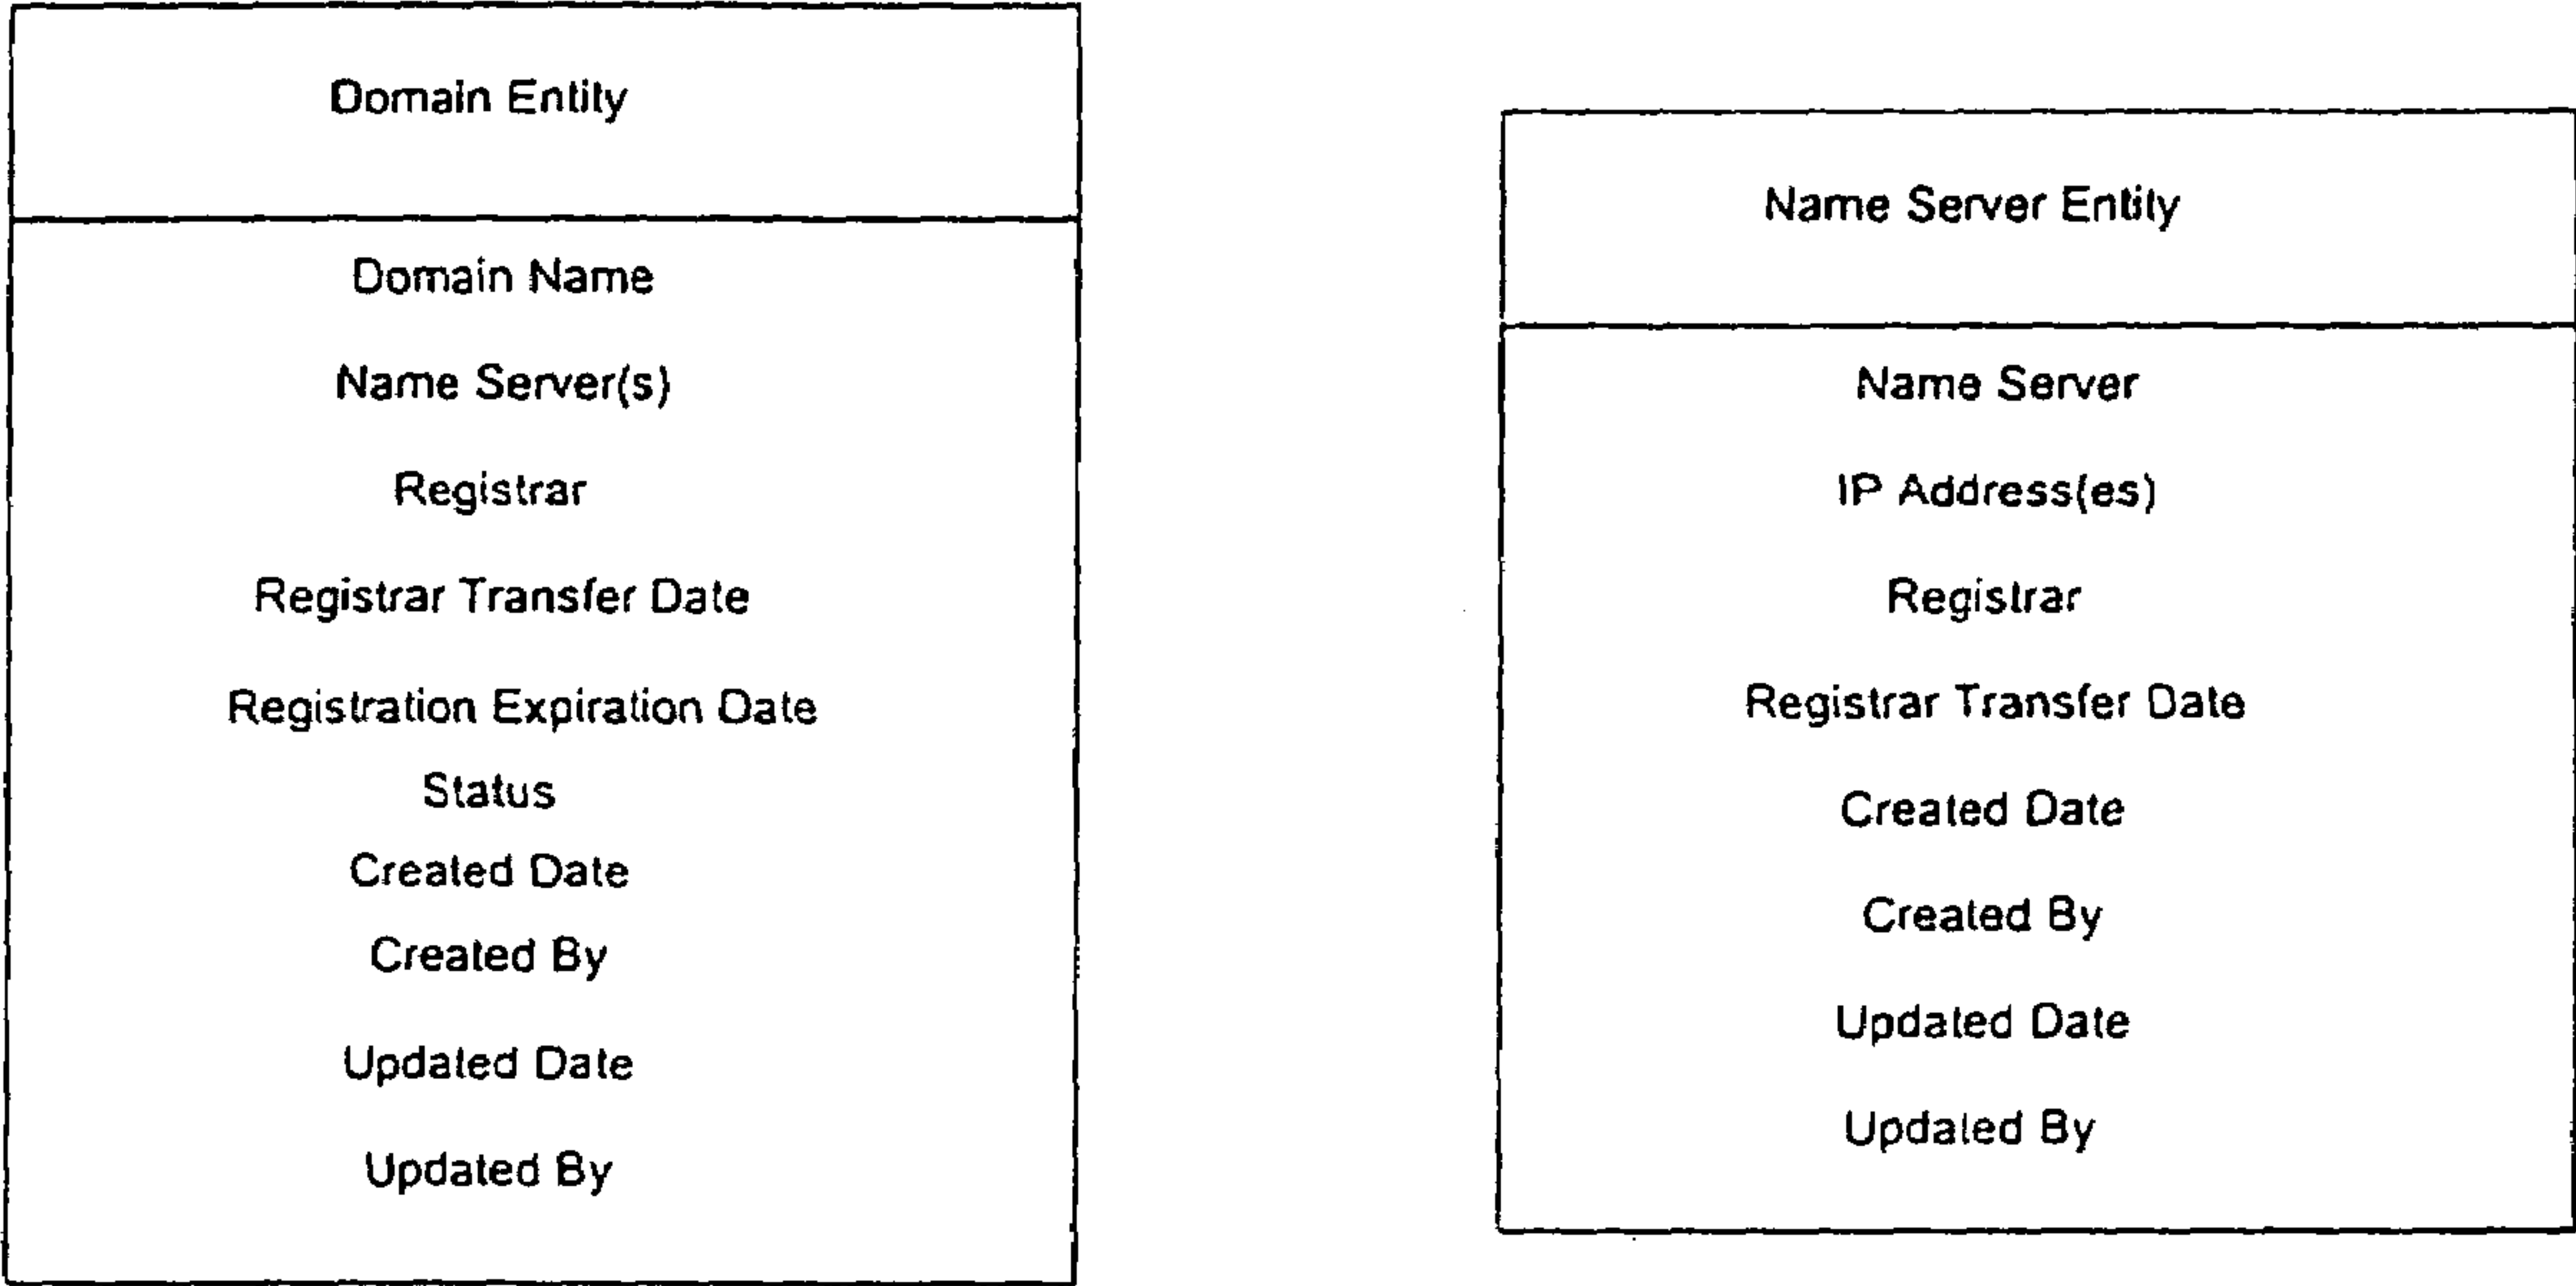 Domain Entity
Domain Name
Name Server(s)
Registrar
Registrar Transfer Date
Registration Expiration Date
Status
Created Date
Created By
Updated Date
Updated By
Name Server Entity
Name Server
IP Address(es)
Registrar
Registrar Transfer Date
Created Date
Created By
Updated Date
Updated By